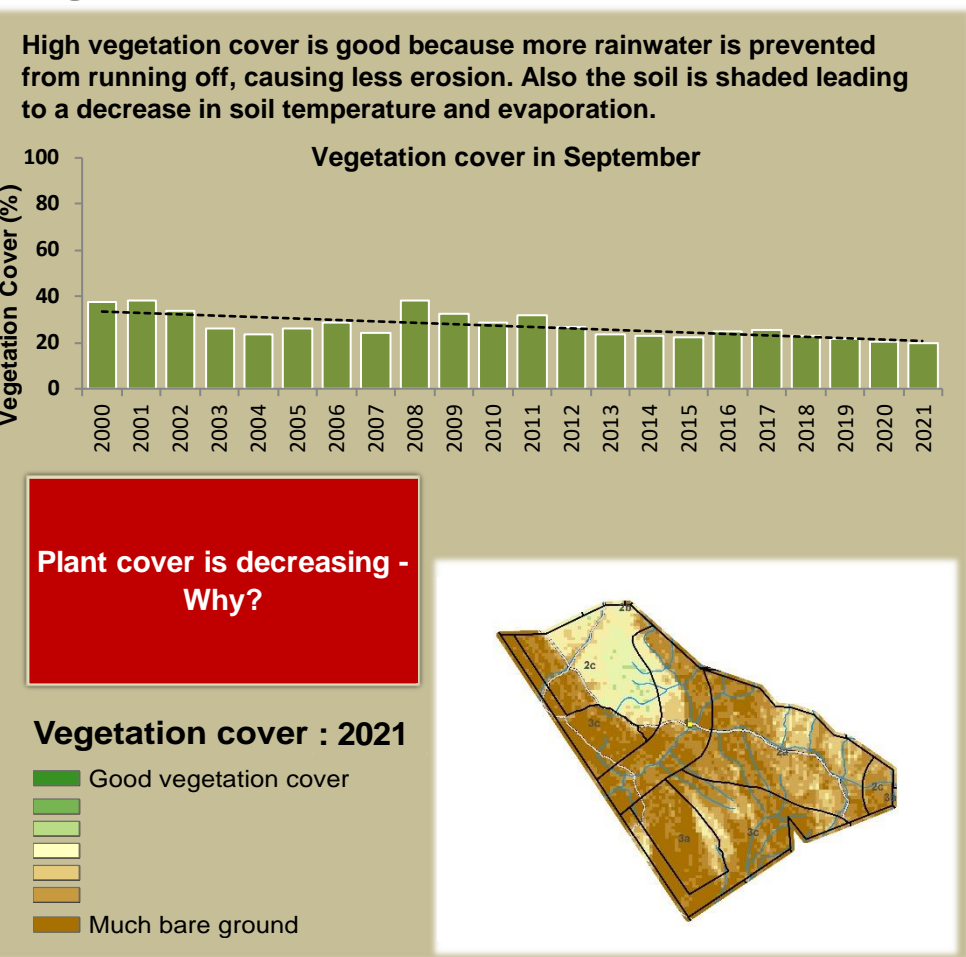 High vegetation cover is good because more rainwater is prevented
from running off, causing less erosion. Also the soil is shaded leading
to a decrease in soil temperature and evaporation.
Vegetation cover in September
Vegetation Cover (%)
100
80
60
40
20
0
2000
2001
2002
2003
2004
2005
2006
2007
2008
2009
2010
2011
2012
2013
2014
2015
2016
2017
2018
2019
2020
2021
Plant cover is decreasing -
Why?
Vegetation cover : 2021
Good vegetation cover
Much bare ground
2c
3c
2a
2c
3a
3c